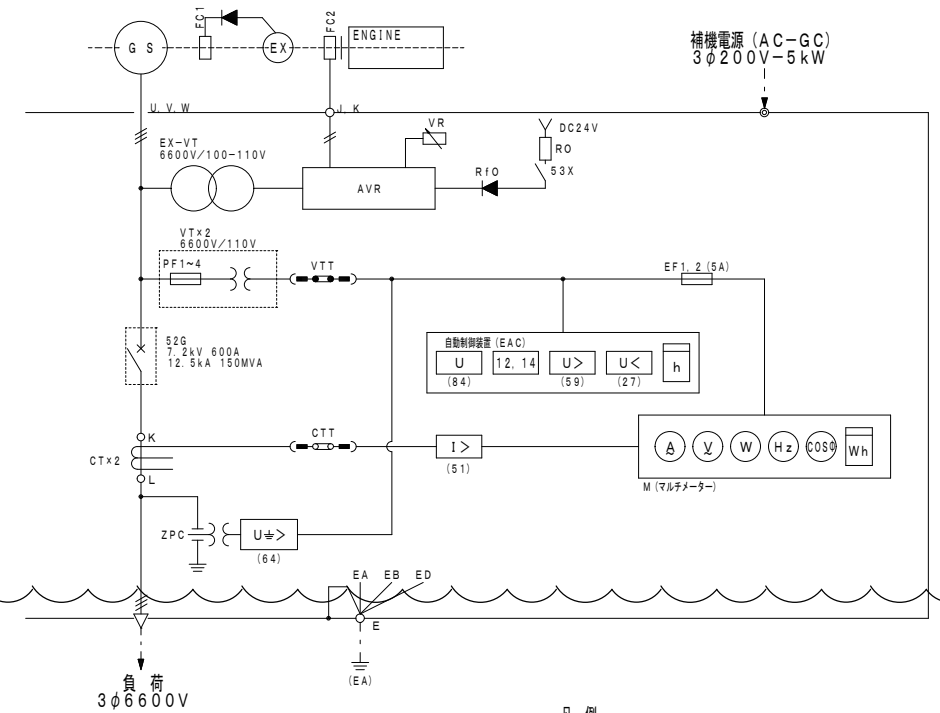 FC1
FC2
ENGINE
GS
EX
補機電源 (AC-GC)
3φ200V-5kW
U.V.W
J.K
VR
DC24V
EX-VT
6600V/100-110V
RO
53X
RfO
AVR
VT×2
6600V/110V
PF1~4
VTT
EF1,2(5A)
52G
7.2kV 600A
12.5kA 150MVA
自動制御装置(EAC)
U
12,14
U>
U<
h
(84)
(59)
(27)
K
CT×2
L
CTT
I>
(51)
A
V
W
Hz
COSΦ
Wh
M(マルチメーター)
ZPC
U⏚>
(64)
EA EB ED
E
(EA)
負荷
3φ6600V